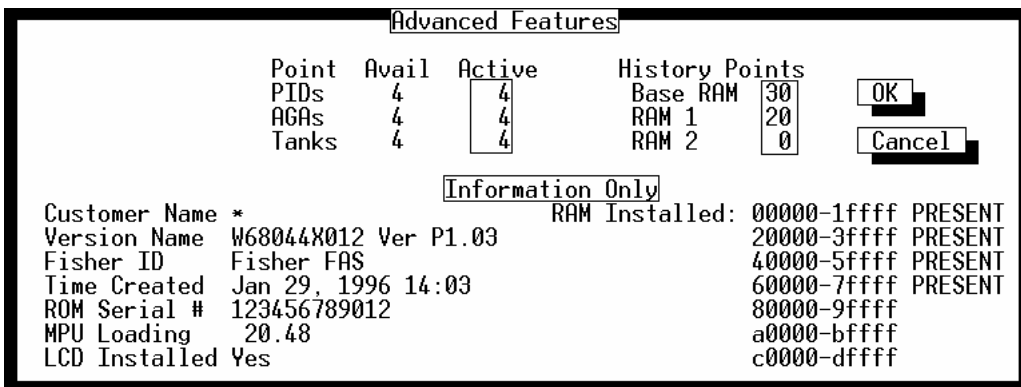 Advanced Features
Point Avail Active History Points
PIDs 4 4 Base RAM 30 OK
AGAs 4 4 RAM 1 20
Tanks 4 4 RAM 2 0 Cancel
Information Only
Customer Name * RAM Installed: 00000-1ffff PRESENT
Version Name W68044X012 Ver P1.03 20000-3ffff PRESENT
Fisher ID Fisher FAS 40000-5ffff PRESENT
Time Created Jan 29, 1996 14:03 60000-7ffff PRESENT
ROM Serial # 123456789012 80000-9ffff
MPU Loading 20.48 a0000-bffff
LCD Installed Yes c0000-dffff